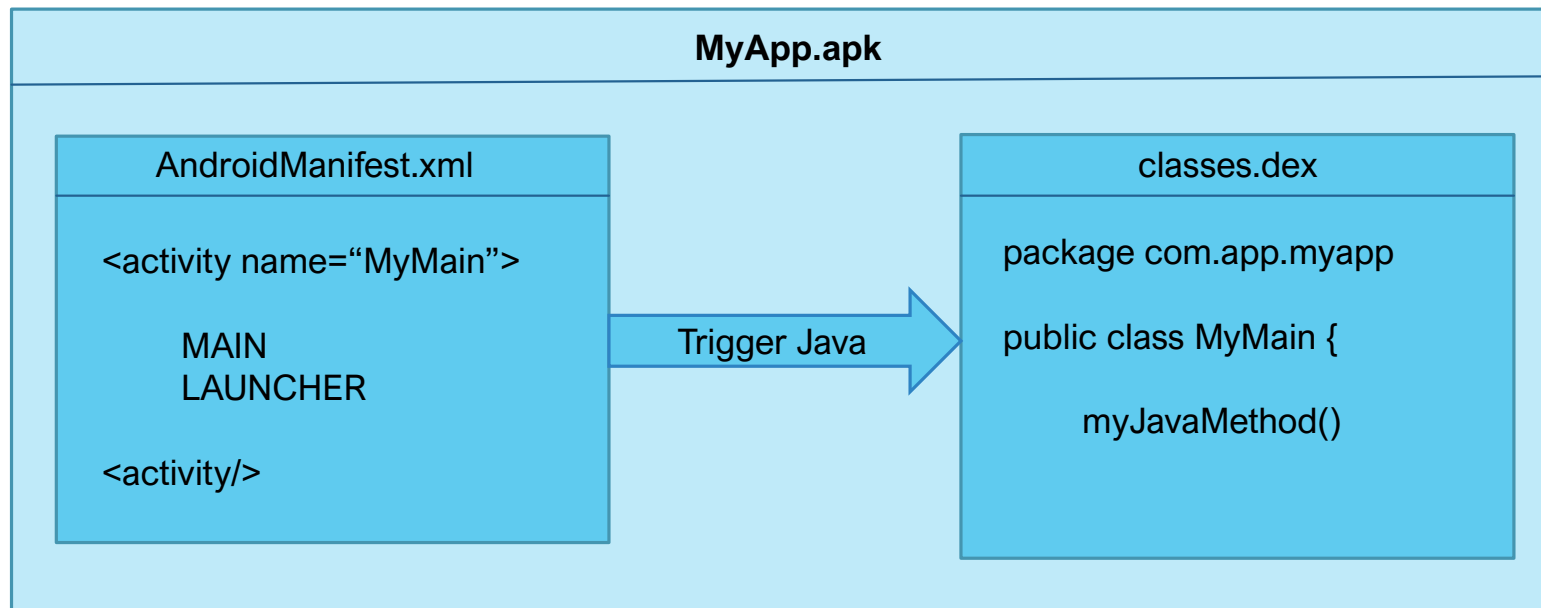 MyApp.apk
AndroidManifest.xml
<activity name=“MyMain”>
MAIN
LAUNCHER
<activity/>
Trigger Java
classes.dex
package com.app.myapp
public class MyMain {
myJavaMethod()